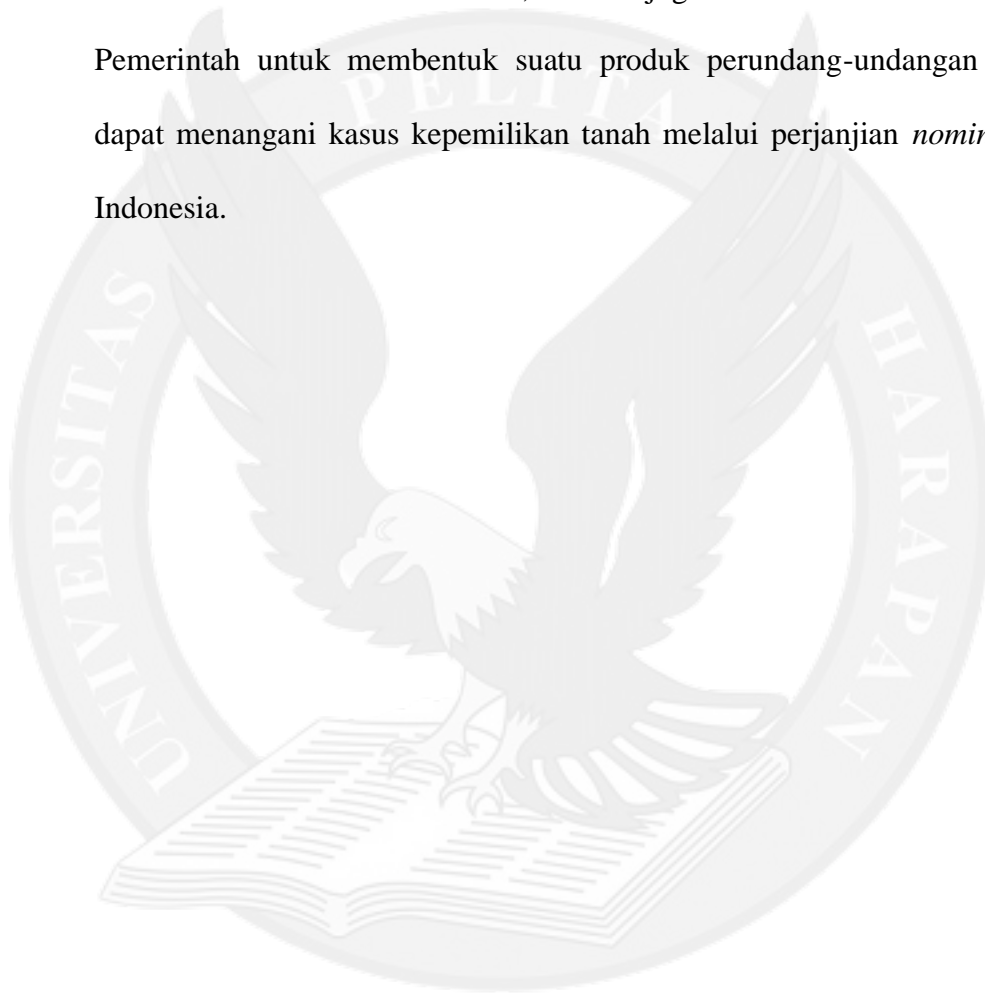 Pemerintah untuk membentuk suatu produk perundang-undangan
dapat menangani kasus kepemilikan tanah melalui perjanjian
Indonesia.
UNIVERSITAS PELITA HARAPAN